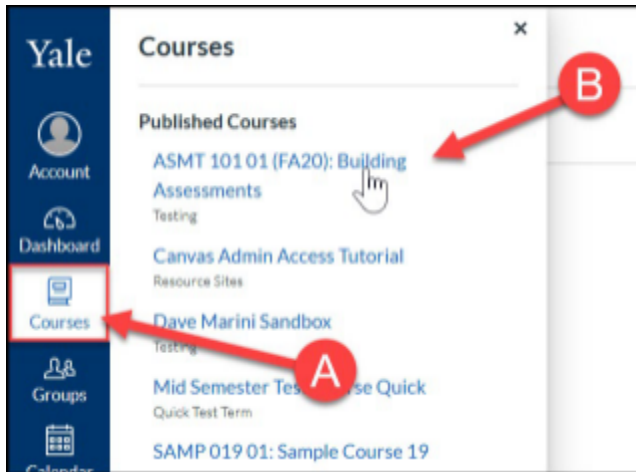 Yale
Account
Dashboard
Courses
Groups
Calendar
Courses
×
Published Courses
ASMT 101 01 (FA20): Building
Assessments
Testing
Canvas Admin Access Tutorial
Resource Sites
Dave Marini Sandbox
Testing
Mid Semester Quick
Quick Test Term
SAMP 019 01: Sample Course 19
A
B